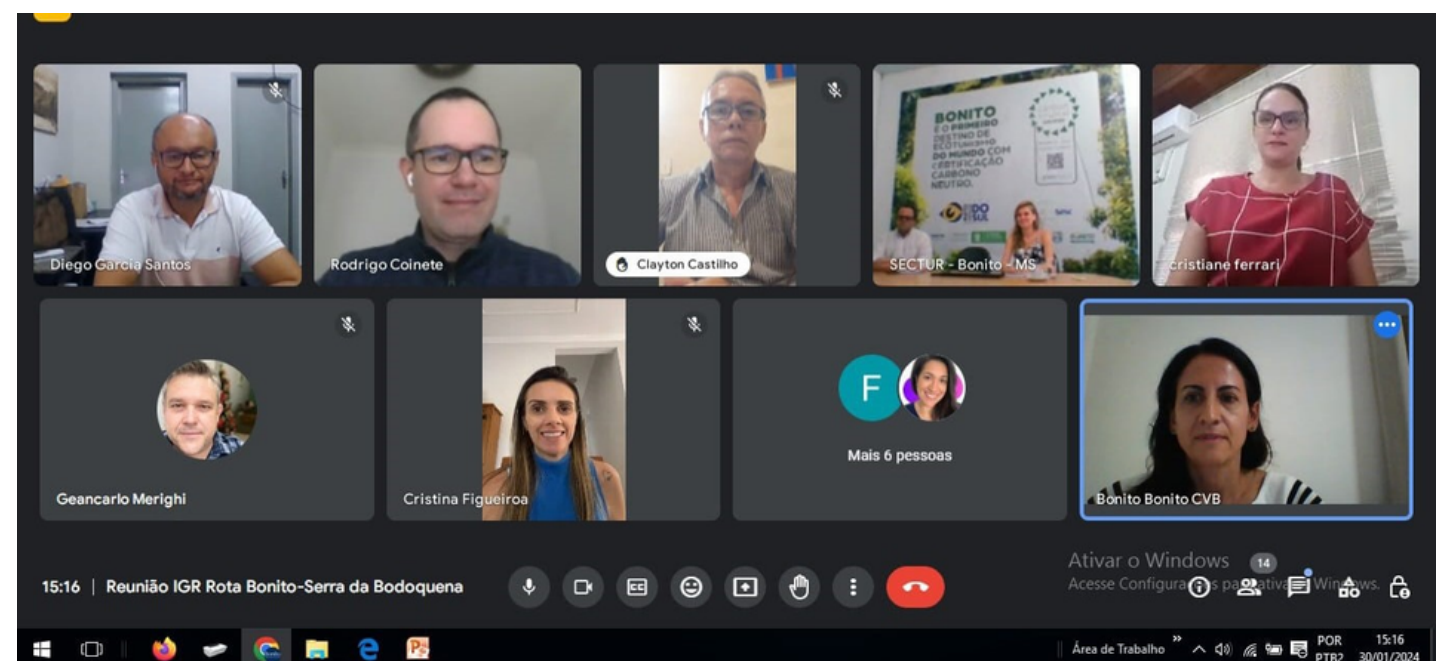 BONITO
É O PRIMEIRO
DESTINO DE
ECOTURISMO
DO MUNDO COM
CERTIFICAÇÃO
CARBONO
NEUTRO.
Diego Garcia Santos
Rodrigo Coinete
Clayton Castilho
SECTUR - Bonito - MS
cristiane ferrari
Geancarlo Merighi
Cristina Figueiroa
F
Mais 6 pessoas
Bonito Bonito CVB
Ativar o Windows
14
15:16 | Reunião IGR Rota Bonito-Serra da Bodoquena
CC
Acesse
Área de Trabalho
POR
15:16
PTB2
30/01/2024